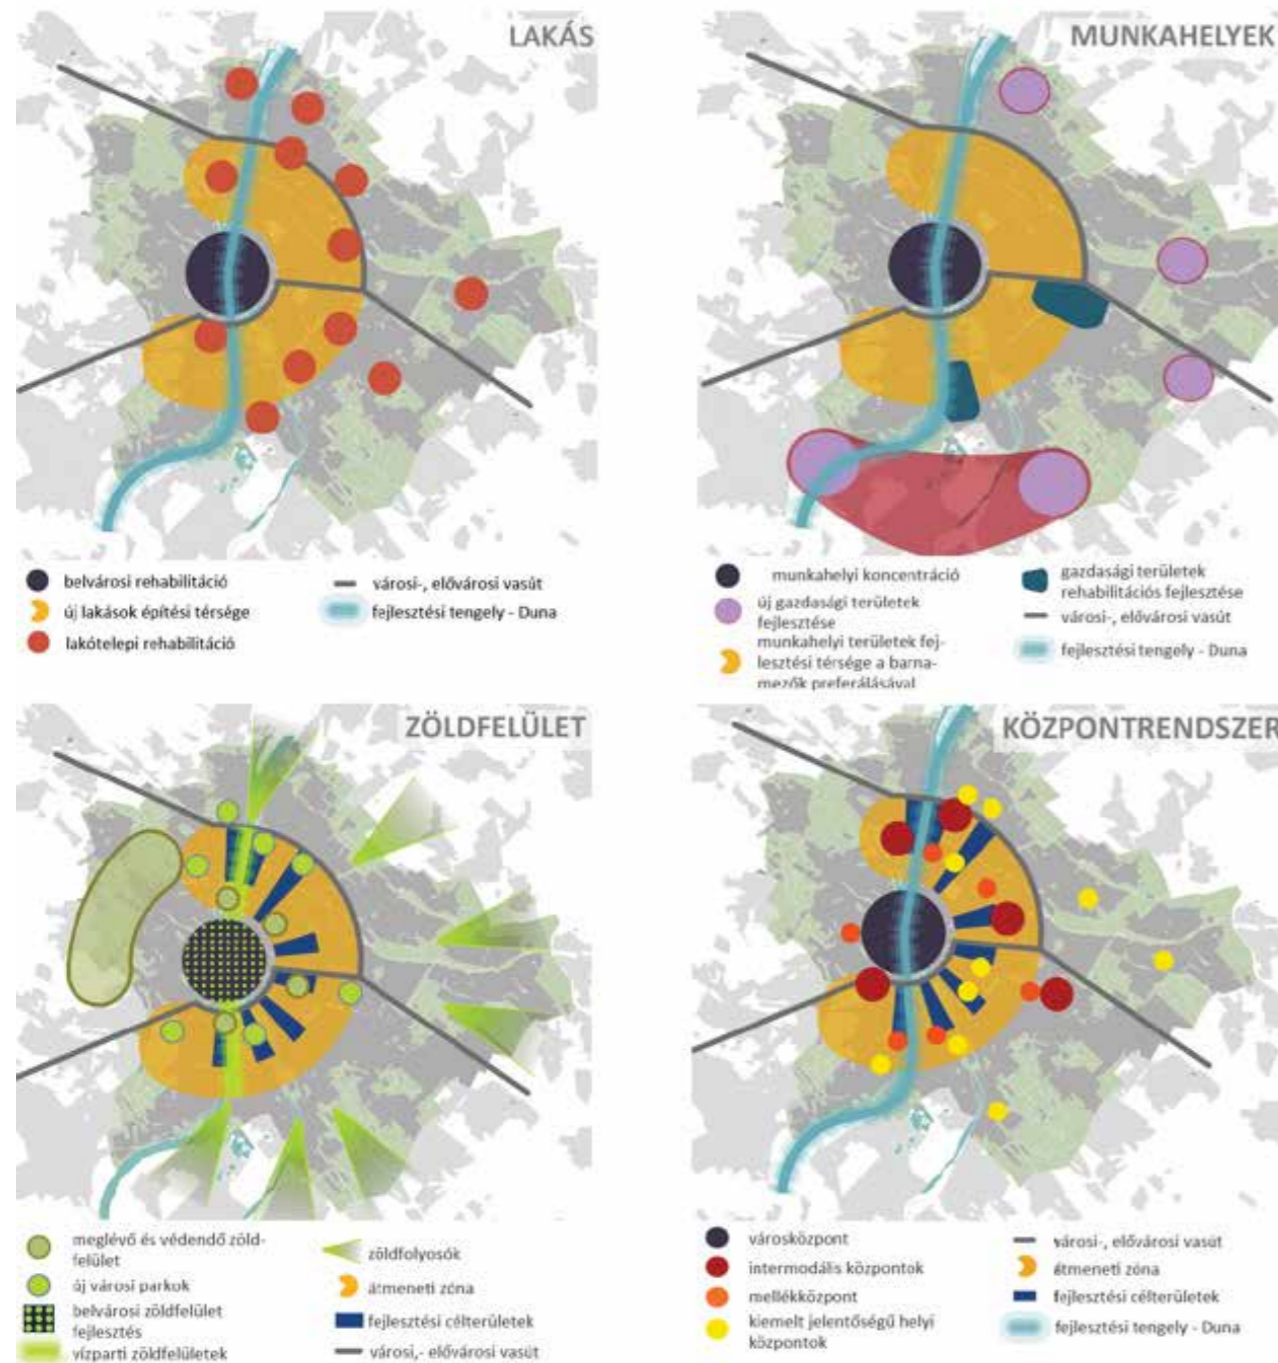 LAKÁS
belvárosi rehabilitáció
új lakások építési térsége
lakótelepi rehabilitáció
városi-, elővárosi vasút
fejlesztési tengely - Duna
MUNKAHELYEK
munkahelyi koncentráció
új gazdasági területek
fejlesztése
munkahelyi területek fej-
lesztési térsége a barna-
mezők preferálásával
gazdasági területek
rehabilitációs fejlesztése
városi-, elővárosi vasút
fejlesztési tengely - Duna
ZÖLDFELÜLET
meglévő és védendő zöld-
felület
új városi parkok
belvárosi zöldfelület
fejlesztés
vízparti zöldfelületek
zöldfolyosók
átmeneti zóna
fejlesztési célterületek
városi,- elővárosi vasút
KÖZPONTRENDSZER
városközpont
intermodális központok
mellékközpont
kiemelt jelentőségű helyi
központok
városi-, elővárosi vasút
átmeneti zóna
fejlesztési célterületek
fejlesztési tengely - Duna